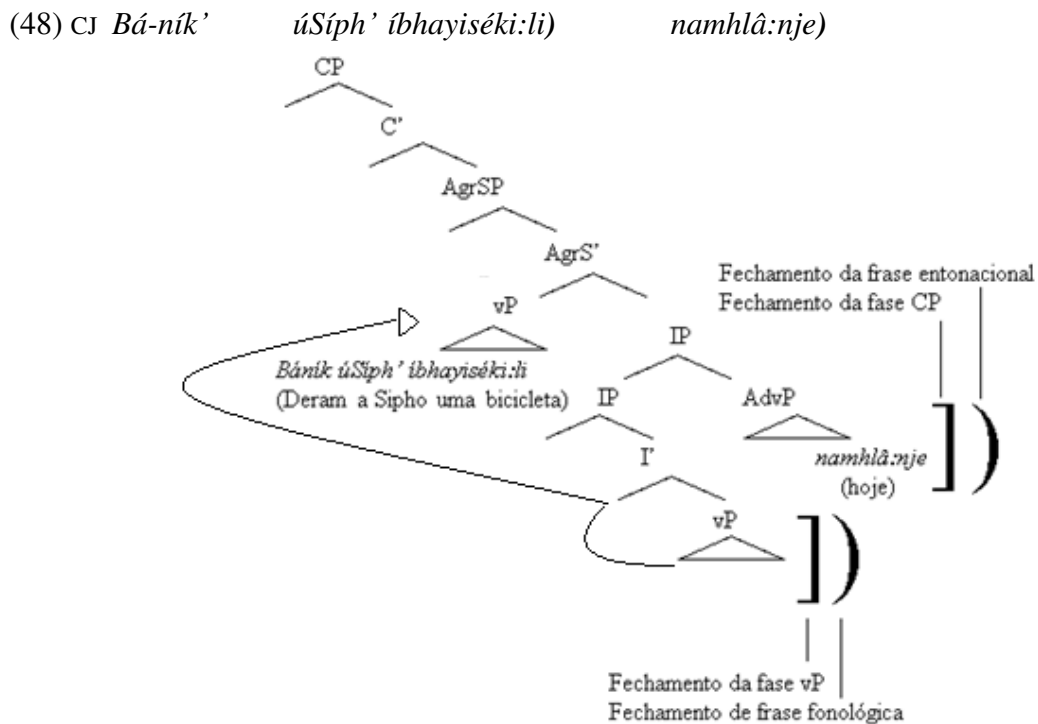 (48) CJ Bá-ník’ úSíph’ íbhayiséki:li) namhlâ:nje)
CP
C’
AgrSP
AgrS’
Fechamento da frase entonacional
Fechamento da fase CP
vP
IP
Báník úSíph’ íbhayiséki:li
(Deram a Sipho uma bicicleta)
IP
AdvP
] )
I’
namhlâ:nje
(hoje)
vP
] )
Fechamento da fase vP
Fechamento de frase fonológica